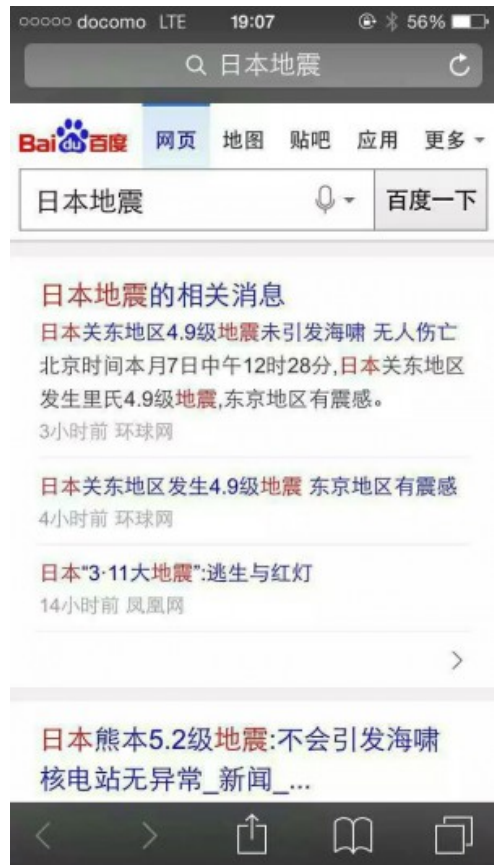 docomo LTE 19:07 56%
日本地震
Bai du 百度 网页 地图 贴吧 应用 更多
日本地震 百度一下
日本地震的相关消息
日本关东地区4.9级地震未引发海啸 无人伤亡
北京时间本月7日中午12时28分,日本关东地区
发生里氏4.9级地震,东京地区有震感。
3小时前 环球网
日本关东地区发生4.9级地震 东京地区有震感
4小时前 环球网
日本“3·11大地震”:逃生与红灯
14小时前 凤凰网
日本熊本5.2级地震:不会引发海啸
核电站无异常_新闻_...